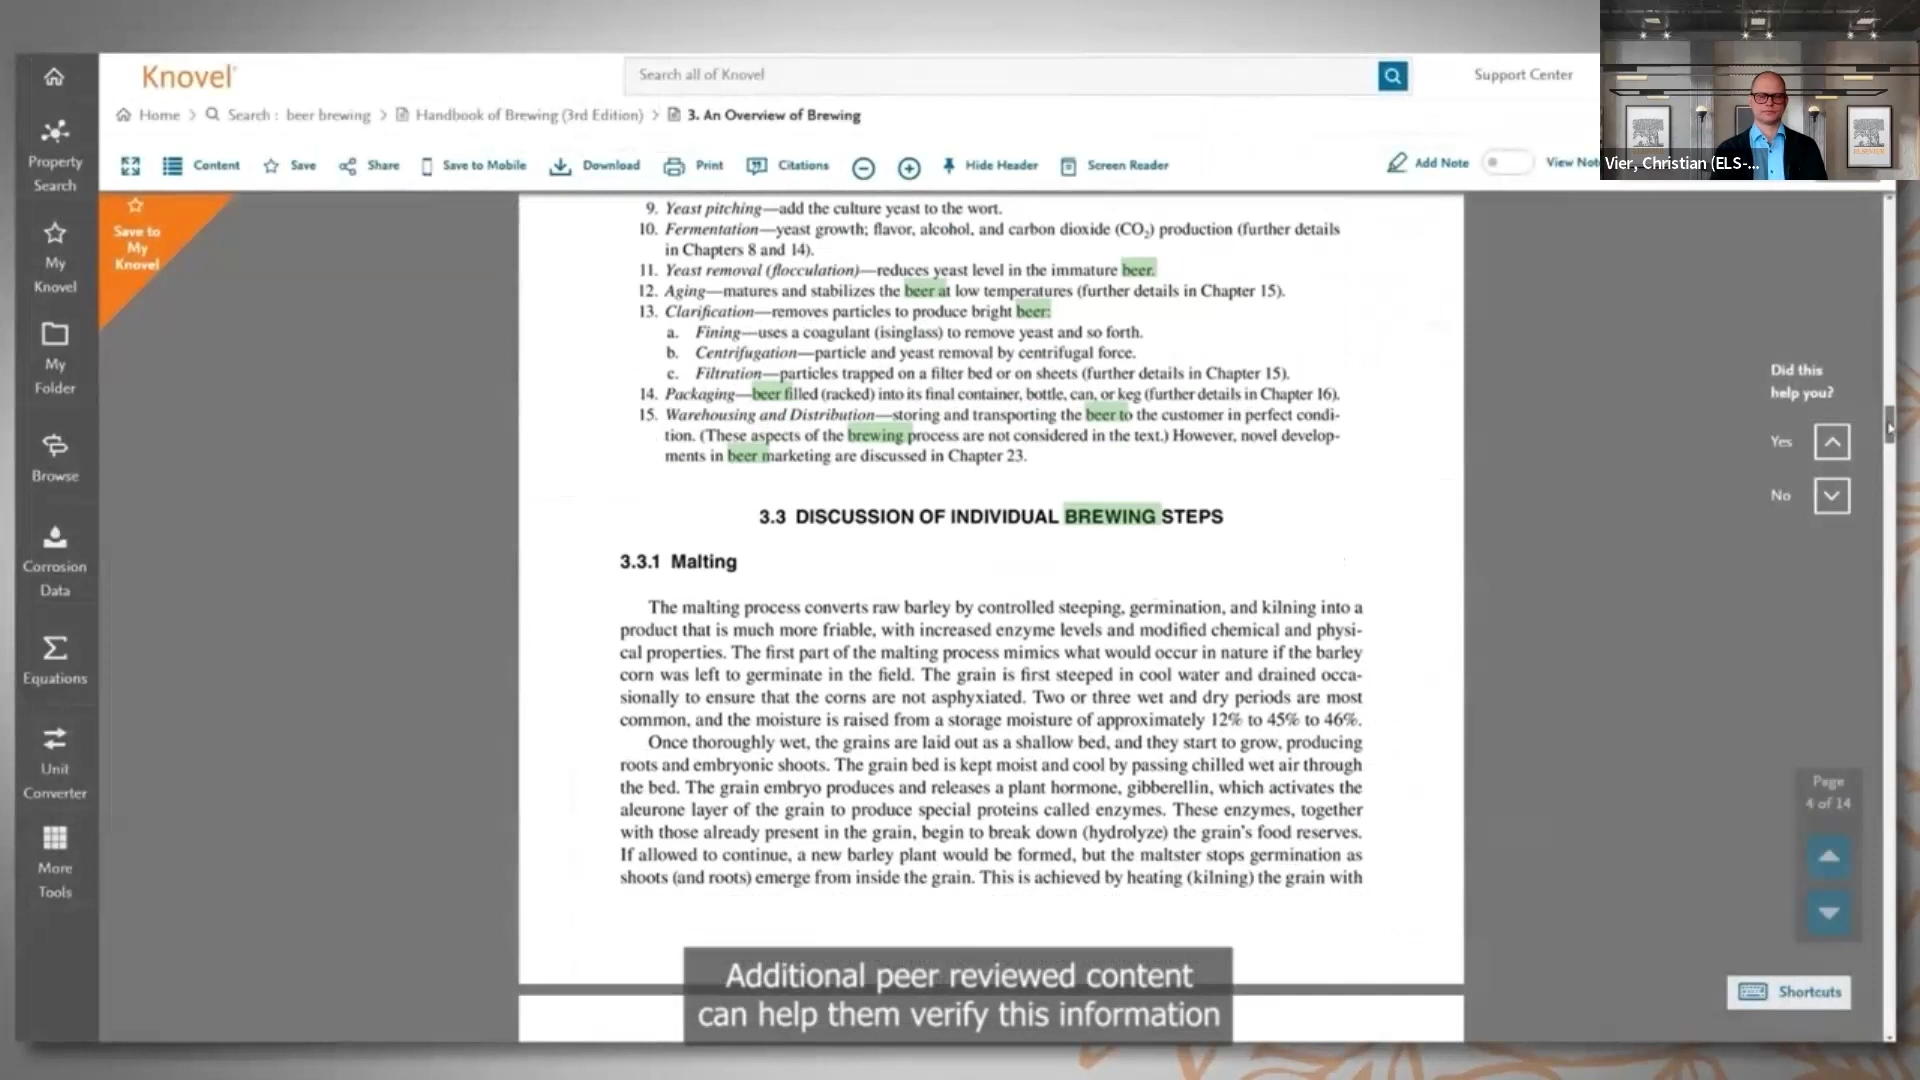 Knovel
Search all of Knovel
Support Center
Home > Search : beer brewing > Handbook of Brewing (3rd Edition) > 3. An Overview of Brewing
Content Save Share Save to Mobile Download Print Citations Hide Header Screen Reader Add Note View Not
Vier, Christian (ELS-...
ELSEVIER
Property
Search
My
Knovel
My
Folder
Browse
Corrosion
Data
Equations
Unit
Converter
More
Tools
Save to
My
Knovel
9. Yeast pitching—add the culture yeast to the wort.
10. Fermentation—yeast growth; flavor, alcohol, and carbon dioxide (CO₂) production (further details
in Chapters 8 and 14).
11. Yeast removal (flocculation)—reduces yeast level in the immature beer.
12. Aging—matures and stabilizes the beer at low temperatures (further details in Chapter 15).
13. Clarification—removes particles to produce bright beer:
a. Fining—uses a coagulant (isinglass) to remove yeast and so forth.
b. Centrifugation—particle and yeast removal by centrifugal force.
c. Filtration—particles trapped on a filter bed or on sheets (further details in Chapter 15).
14. Packaging—beer filled (racked) into its final container, bottle, can, or keg (further details in Chapter 16).
15. Warehousing and Distribution—storing and transporting the beer to the customer in perfect condi-
tion. (These aspects of the brewing process are not considered in the text.) However, novel develop-
ments in beer marketing are discussed in Chapter 23.
3.3 DISCUSSION OF INDIVIDUAL BREWING STEPS
3.3.1 Malting
The malting process converts raw barley by controlled steeping, germination, and kilning into a
product that is much more friable, with increased enzyme levels and modified chemical and physi-
cal properties. The first part of the malting process mimics what would occur in nature if the barley
corn was left to germinate in the field. The grain is first steeped in cool water and drained occa-
sionally to ensure that the corns are not asphyxiated. Two or three wet and dry periods are most
common, and the moisture is raised from a storage moisture of approximately 12% to 45% to 46%.
Once thoroughly wet, the grains are laid out as a shallow bed, and they start to grow, producing
roots and embryonic shoots. The grain bed is kept moist and cool by passing chilled wet air through
the bed. The grain embryo produces and releases a plant hormone, gibberellin, which activates the
aleurone layer of the grain to produce special proteins called enzymes. These enzymes, together
with those already present in the grain, begin to break down (hydrolyze) the grain's food reserves.
If allowed to continue, a new barley plant would be formed, but the maltster stops germination as
shoots (and roots) emerge from inside the grain. This is achieved by heating (kilning) the grain with
Did this
help you?
Yes
No
Page
4 of 14
Shortcuts
Additional peer reviewed content
can help them verify this information